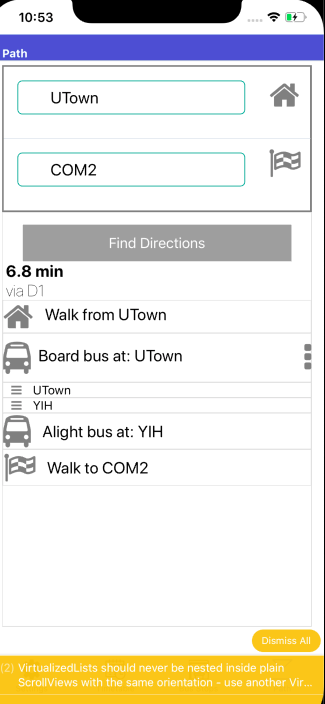 10:53
Path
UTown
COM2
Find Directions
6.8 min
via D1
Walk from UTown
Board bus at: UTown
UTown
YIH
Alight bus at: YIH
Walk to COM2
Dismiss All
(2) VirtualizedLists should never be nested inside plain
ScrollViews with the same orientation - use another Vir...